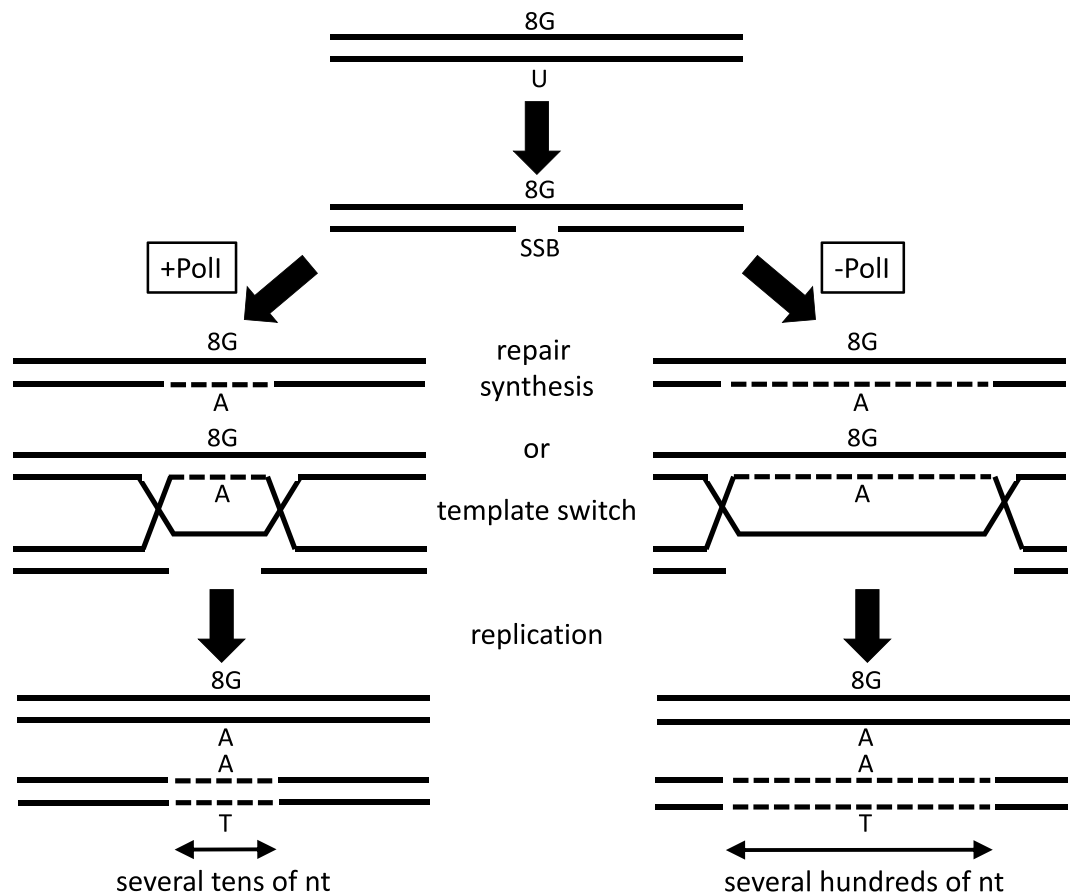 8G
U
8G
SSB
+PolI
-PolI
8G
A
repair
synthesis
8G
A
8G
A
or
template switch
8G
A
replication
8G
A
A
T
several tens of nt
8G
A
A
T
several hundreds of nt